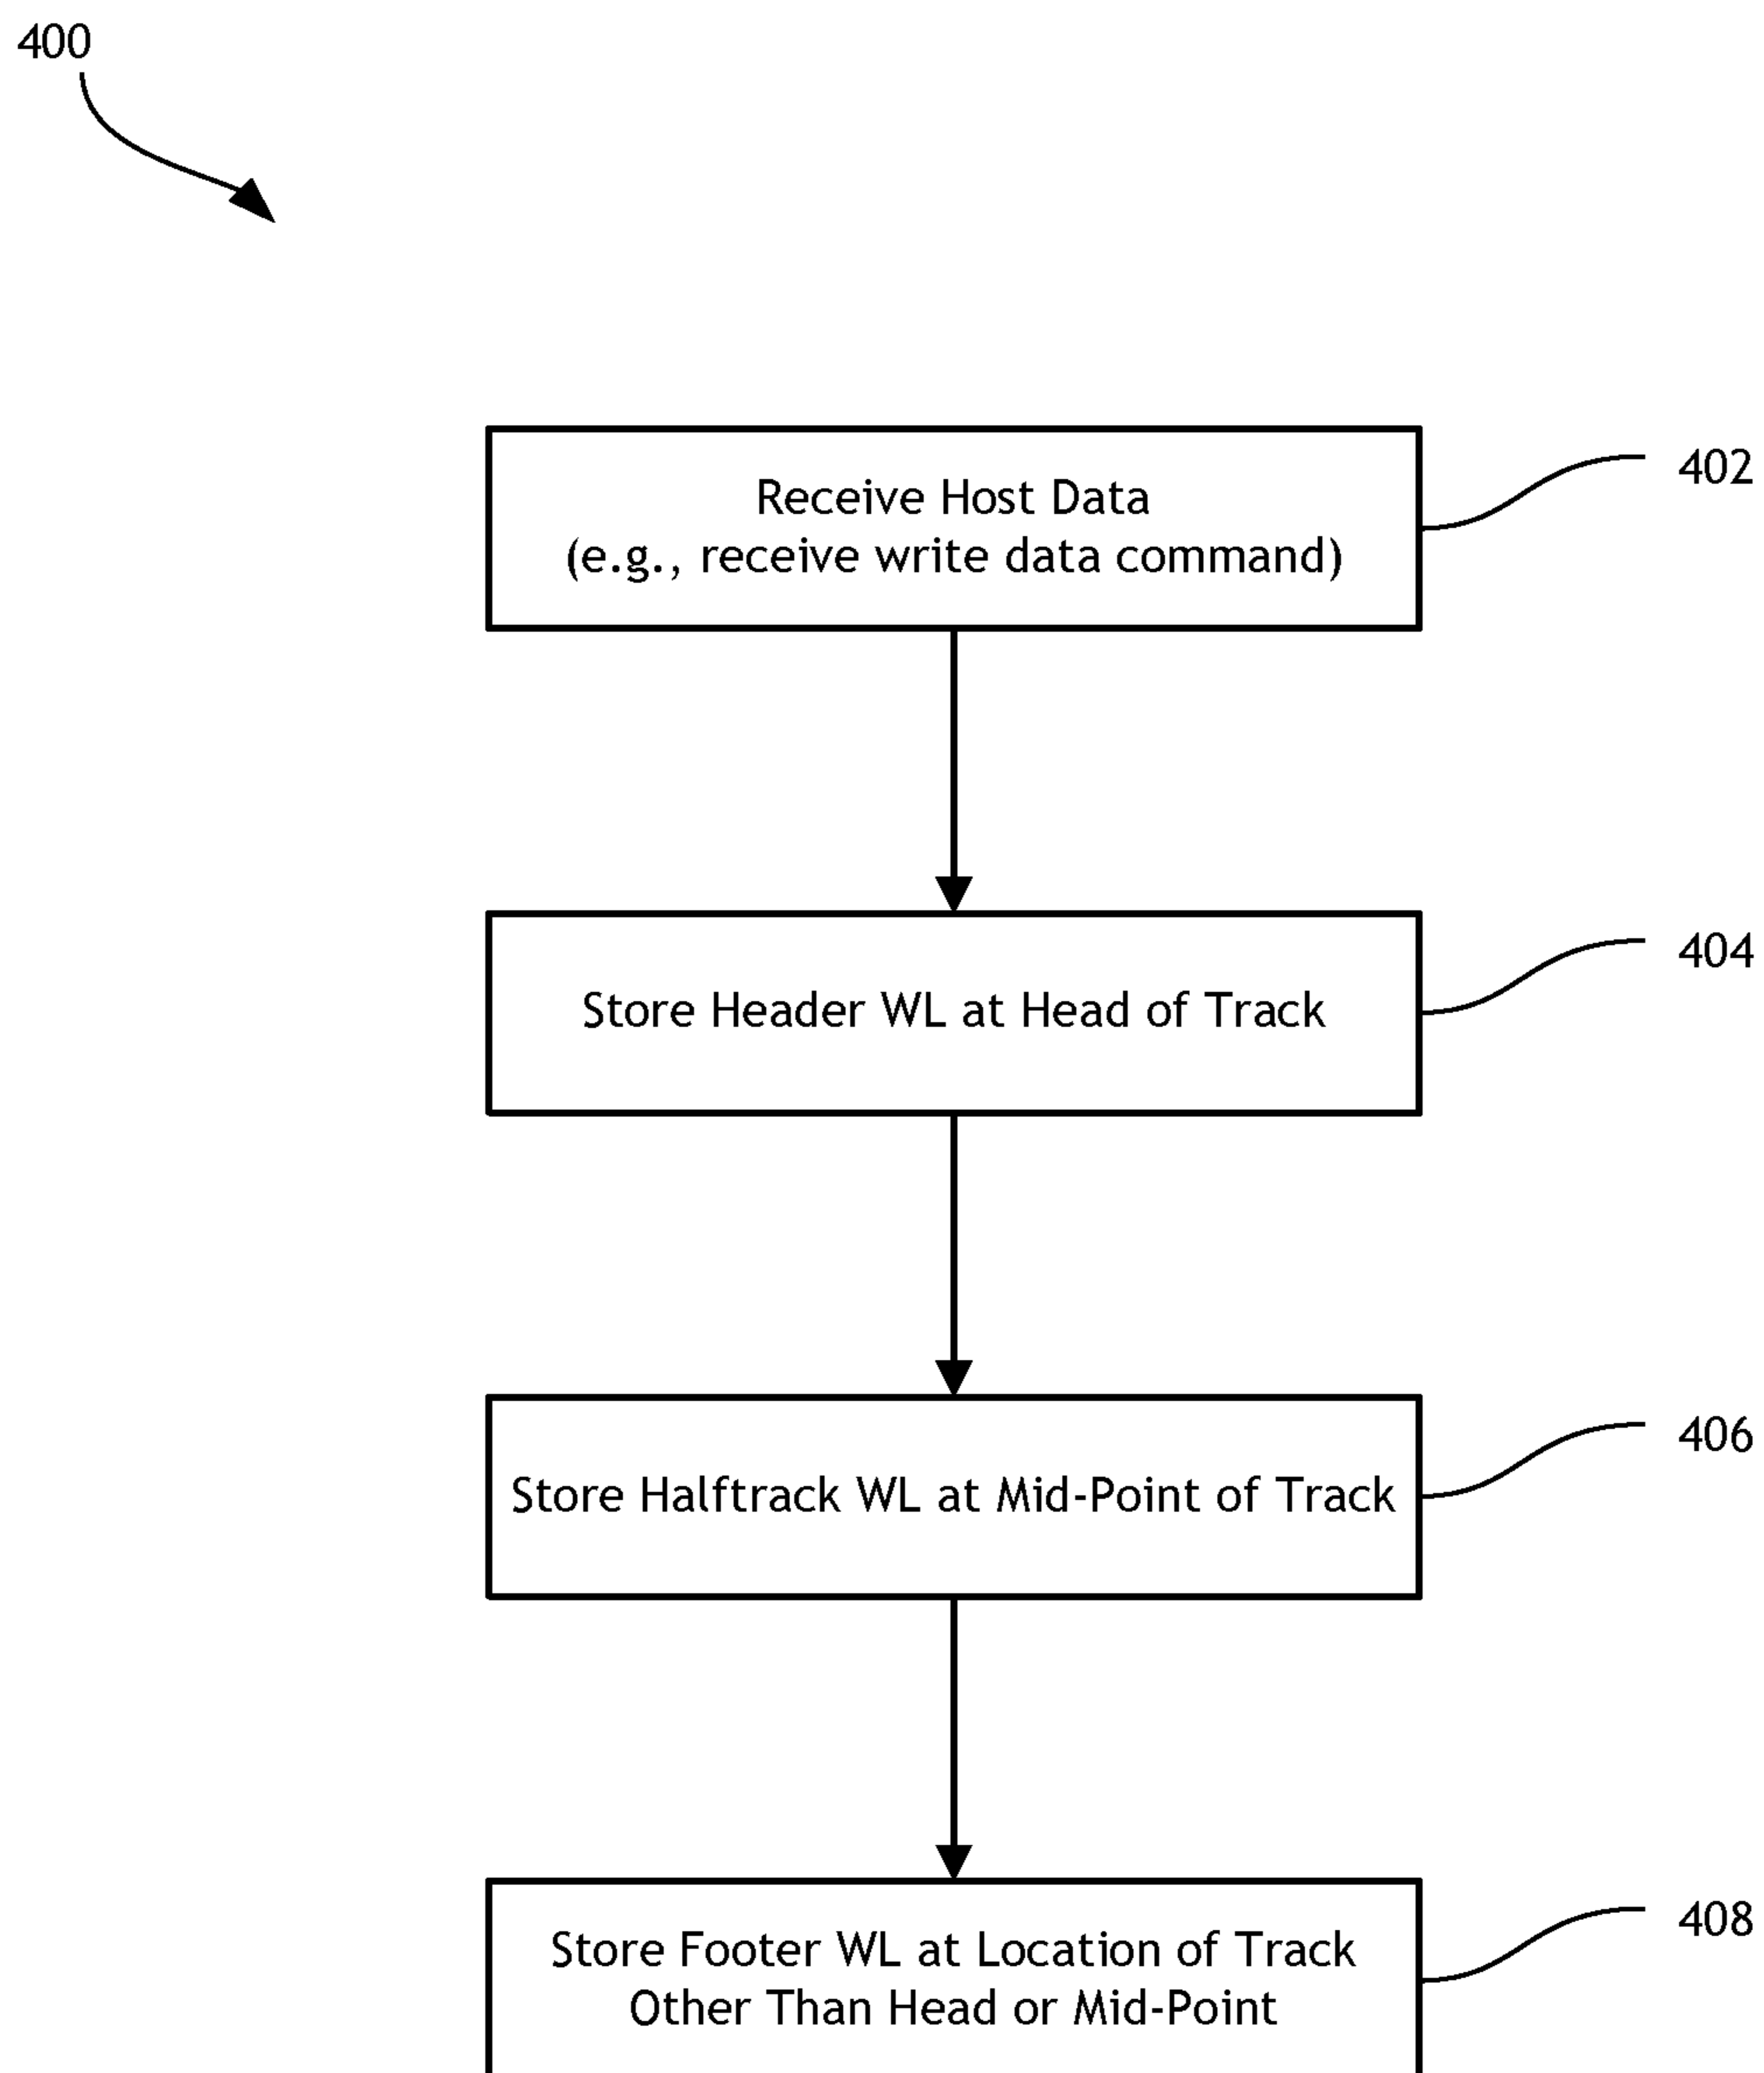 400
Receive Host Data
(e.g., receive write data command)
402
Store Header WL at Head of Track
404
Store Halftrack WL at Mid-Point of Track
406
Store Footer WL at Location of Track
Other Than Head or Mid-Point
408